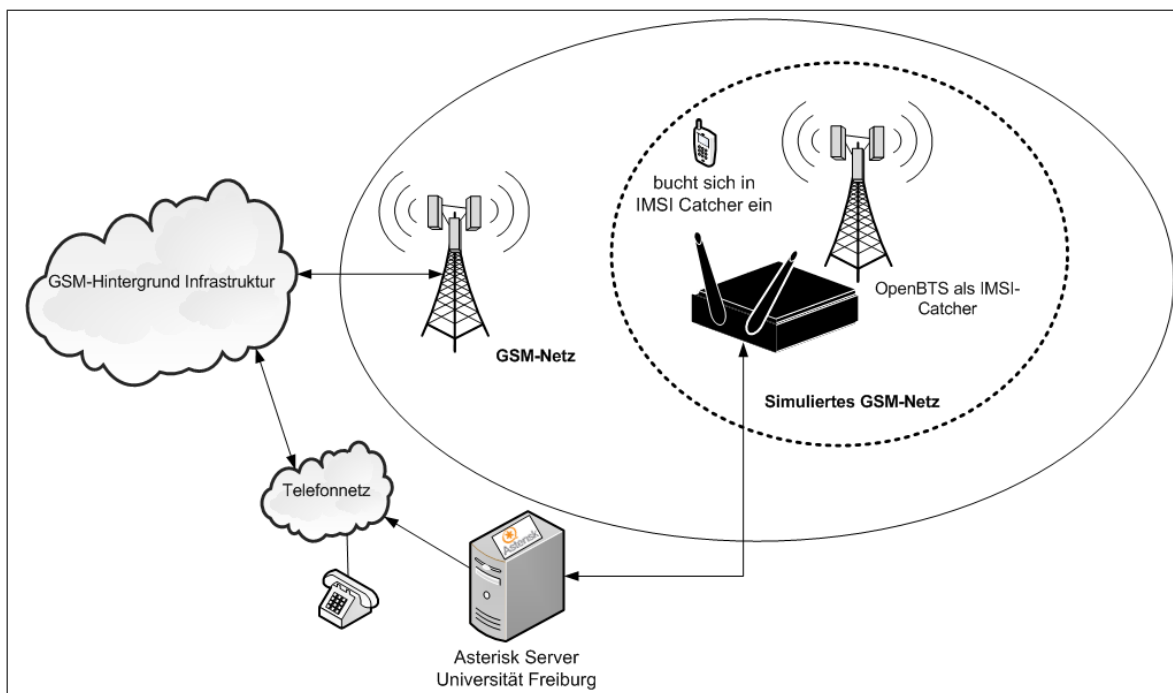 bucht sich in
IMSI Catcher ein
GSM-Hintergrund Infrastruktur
OpenBTS als IMSI-
Catcher
GSM-Netz
Simuliertes GSM-Netz
Telefonnetz
Asterisk
Asterisk Server
Universität Freiburg